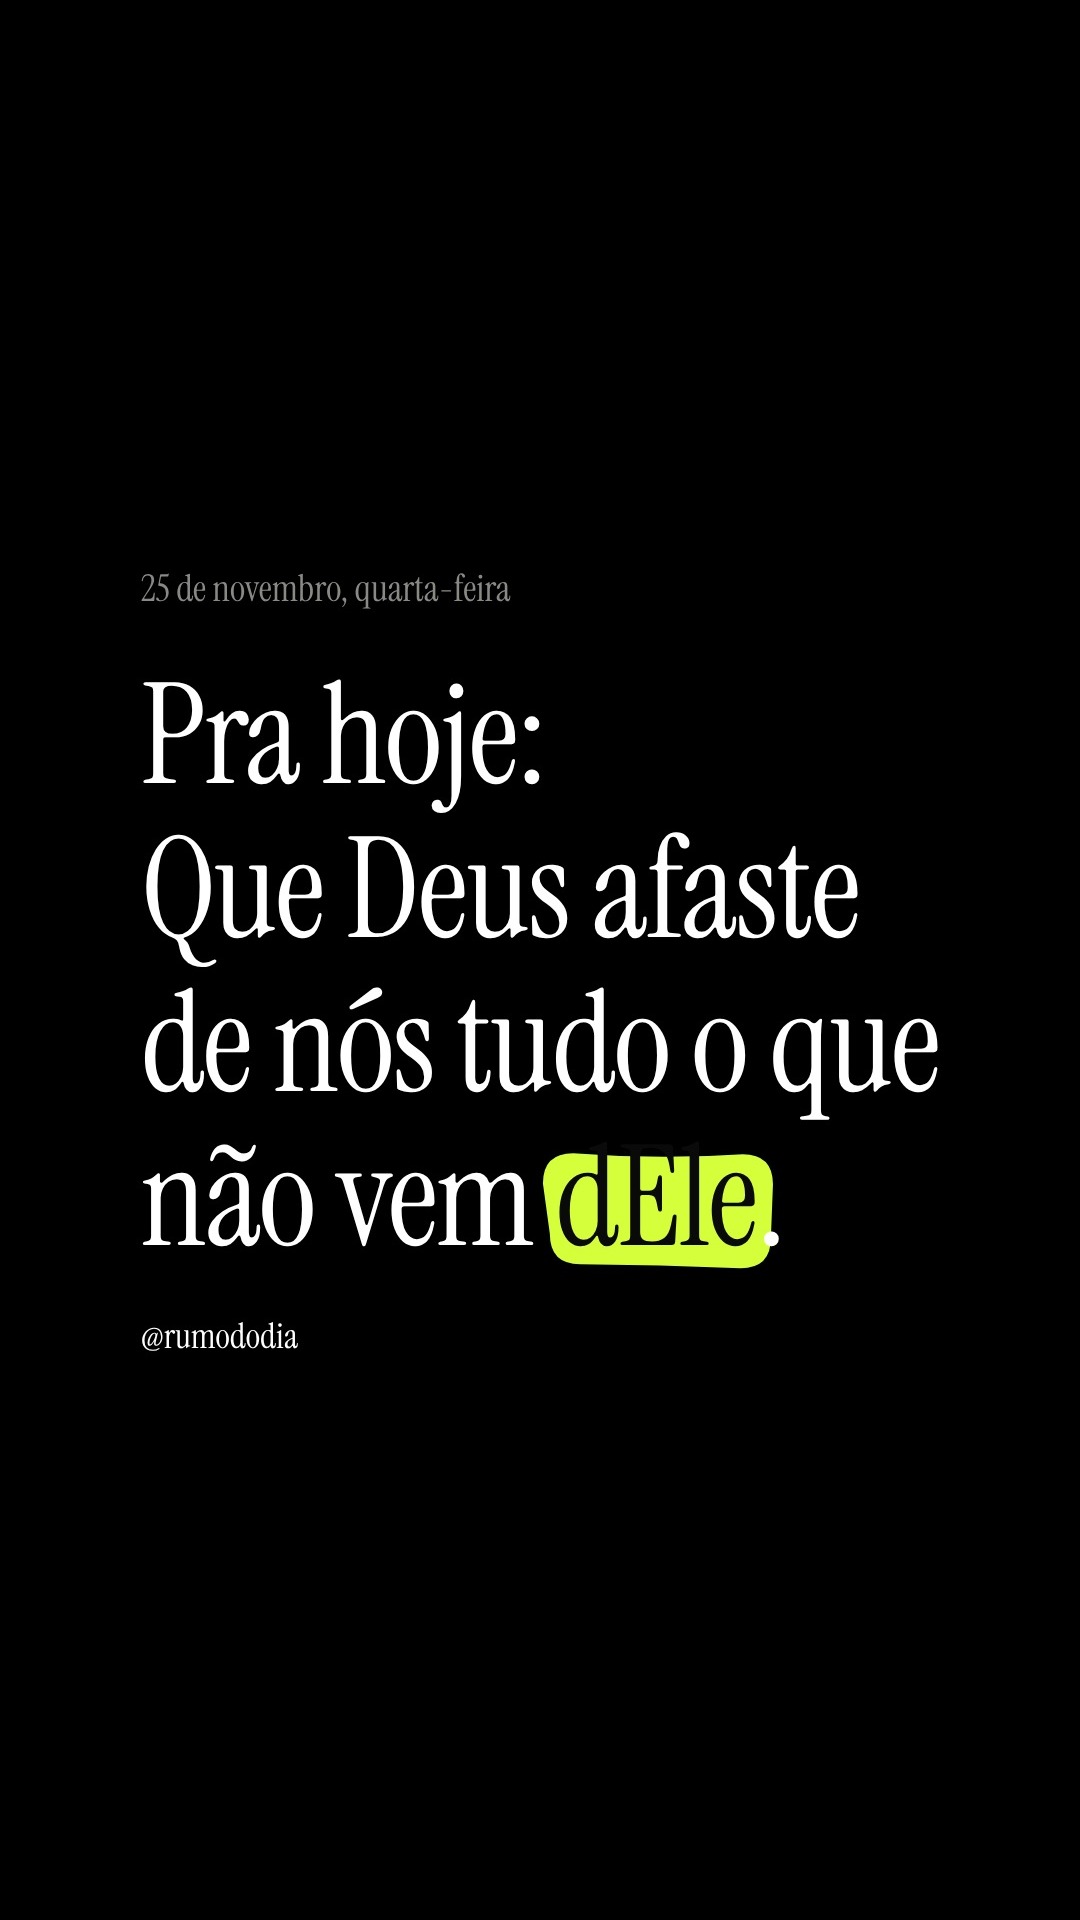 25 de novembro, quarta-feira
Pra hoje:
Que Deus afaste
de nós tudo o que
não vem dEle.
@rumododia